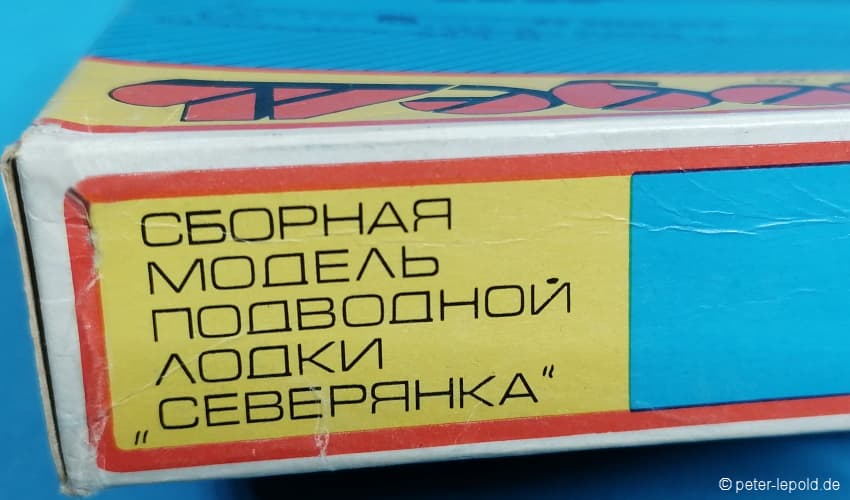 СБОРНАЯ
МОДЕЛЬ
ПОДВОДНОЙ
ЛОДКИ
„СЕВЕРЯНКА“
© peter-lepold.de